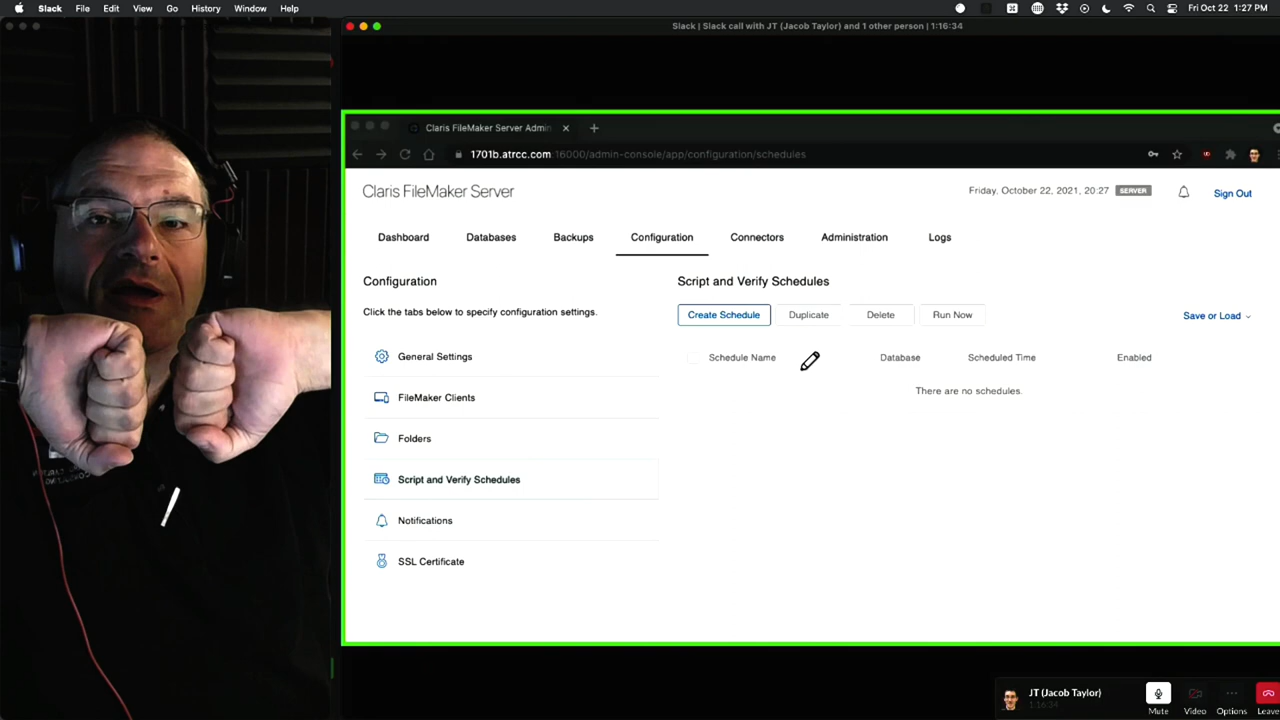 Slack File Edit View Go History Window Help Fri Oct 22 1:27 PM
Slack | Slack call with JT (Jacob Taylor) and 1 other person | 1:16:34
Claris FileMaker Server Admin
1701b.atrcc.com:16000/admin-console/app/configuration/schedules
Claris FileMaker Server
Friday, October 22, 2021, 20:27 SERVER Sign Out
Dashboard Databases Backups Configuration Connectors Administration Logs
Configuration
Click the tabs below to specify configuration settings.
General Settings
FileMaker Clients
Folders
Script and Verify Schedules
Notifications
SSL Certificate
Script and Verify Schedules
Create Schedule Duplicate Delete Run Now Save or Load
Schedule Name Database Scheduled Time Enabled
There are no schedules.
JT (Jacob Taylor)
1:16:34
Mute Video Options Leave